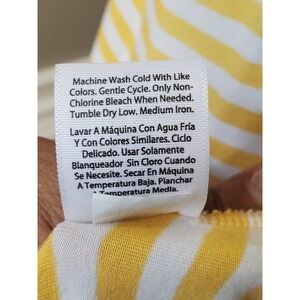 Machine Wash Cold With Like
Colors. Gentle Cycle. Only Non-
Chlorine Bleach When Needed.
Tumble Dry Low. Medium Iron.
Lavar A Máquina Con Agua Fría
Y Con Colores Similares. Ciclo
Delicado. Usar Solamente
Blanqueador Sin Cloro Cuando
Se Necesite. Secar En Máquina
A Temperatura Baja. Planchar
A Temperatura Media.